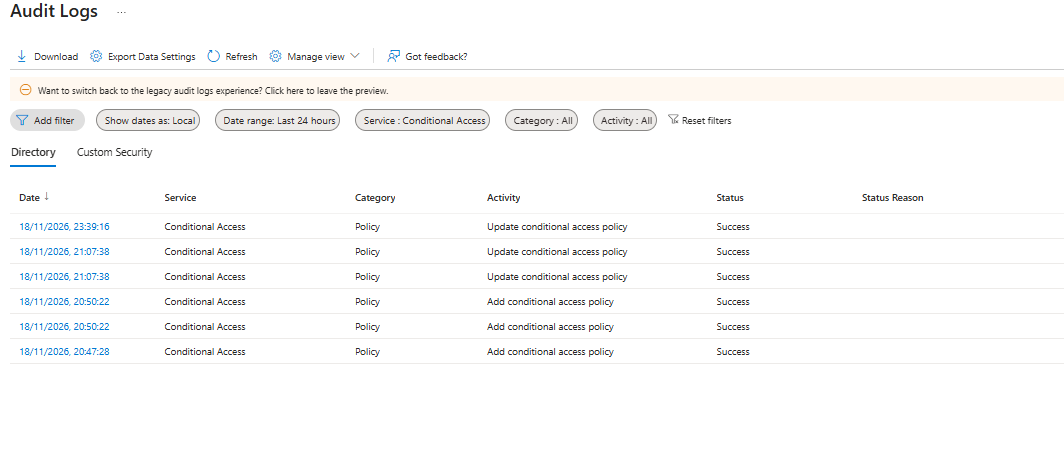 Audit Logs ...
Download Export Data Settings Refresh Manage view Got feedback?
Want to switch back to the legacy audit logs experience? Click here to leave the preview.
Add filter Show dates as: Local Date range: Last 24 hours Service : Conditional Access Category : All Activity : All Reset filters
Directory Custom Security
Date ↓ Service Category Activity Status Status Reason
18/11/2026, 23:39:16 Conditional Access Policy Update conditional access policy Success
18/11/2026, 21:07:38 Conditional Access Policy Update conditional access policy Success
18/11/2026, 21:07:38 Conditional Access Policy Update conditional access policy Success
18/11/2026, 20:50:22 Conditional Access Policy Add conditional access policy Success
18/11/2026, 20:50:22 Conditional Access Policy Add conditional access policy Success
18/11/2026, 20:47:28 Conditional Access Policy Add conditional access policy Success